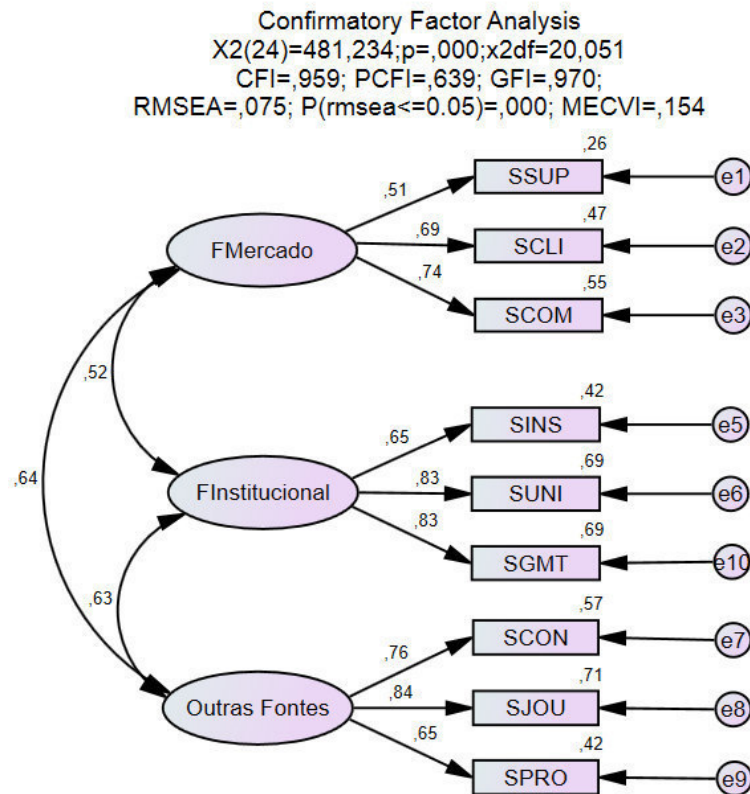 Confirmatory Factor Analysis
X2(24)=481,234;p=,000;x2df=20,051
CFI=,959; PCFI=,639; GFI=,970;
RMSEA=,075; P(rmsea<=0.05)=,000; MECVI=,154
,26
,51
SSUP
e1
,47
,69
SCLI
e2
FMercado
,74
,55
SCOM
e3
,52
,42
,65
SINS
e5
,64
,69
,83
SUNI
e6
FInstitucional
,83
,69
SGMT
e10
,63
,57
,76
SCON
e7
,71
,84
SJOU
e8
Outras Fontes
,65
,42
SPRO
e9